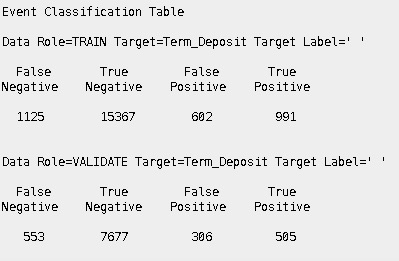 Event Classification Table
Data Role=TRAIN Target=Term_Deposit Target Label=' '
False True False True
Negative Negative Positive Positive
1125 15367 602 991
Data Role=VALIDATE Target=Term_Deposit Target Label=' '
False True False True
Negative Negative Positive Positive
553 7677 306 505